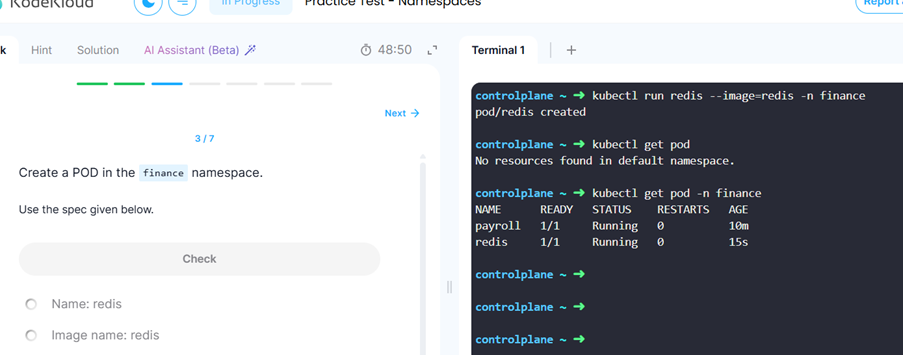 KodeKloud
In Progress
Practice Test - Namespaces
Report
k
Hint
Solution
AI Assistant (Beta)
48:50
Next →
3 / 7
Create a POD in the finance namespace.
Use the spec given below.
Check
Name: redis
Image name: redis
Terminal 1
+
controlplane ~ ➜ kubectl run redis --image=redis -n finance
pod/redis created
controlplane ~ ➜ kubectl get pod
No resources found in default namespace.
controlplane ~ ➜ kubectl get pod -n finance
NAME READY STATUS RESTARTS AGE
payroll 1/1 Running 0 10m
redis 1/1 Running 0 15s
controlplane ~ ➜
controlplane ~ ➜
controlplane ~ ➜